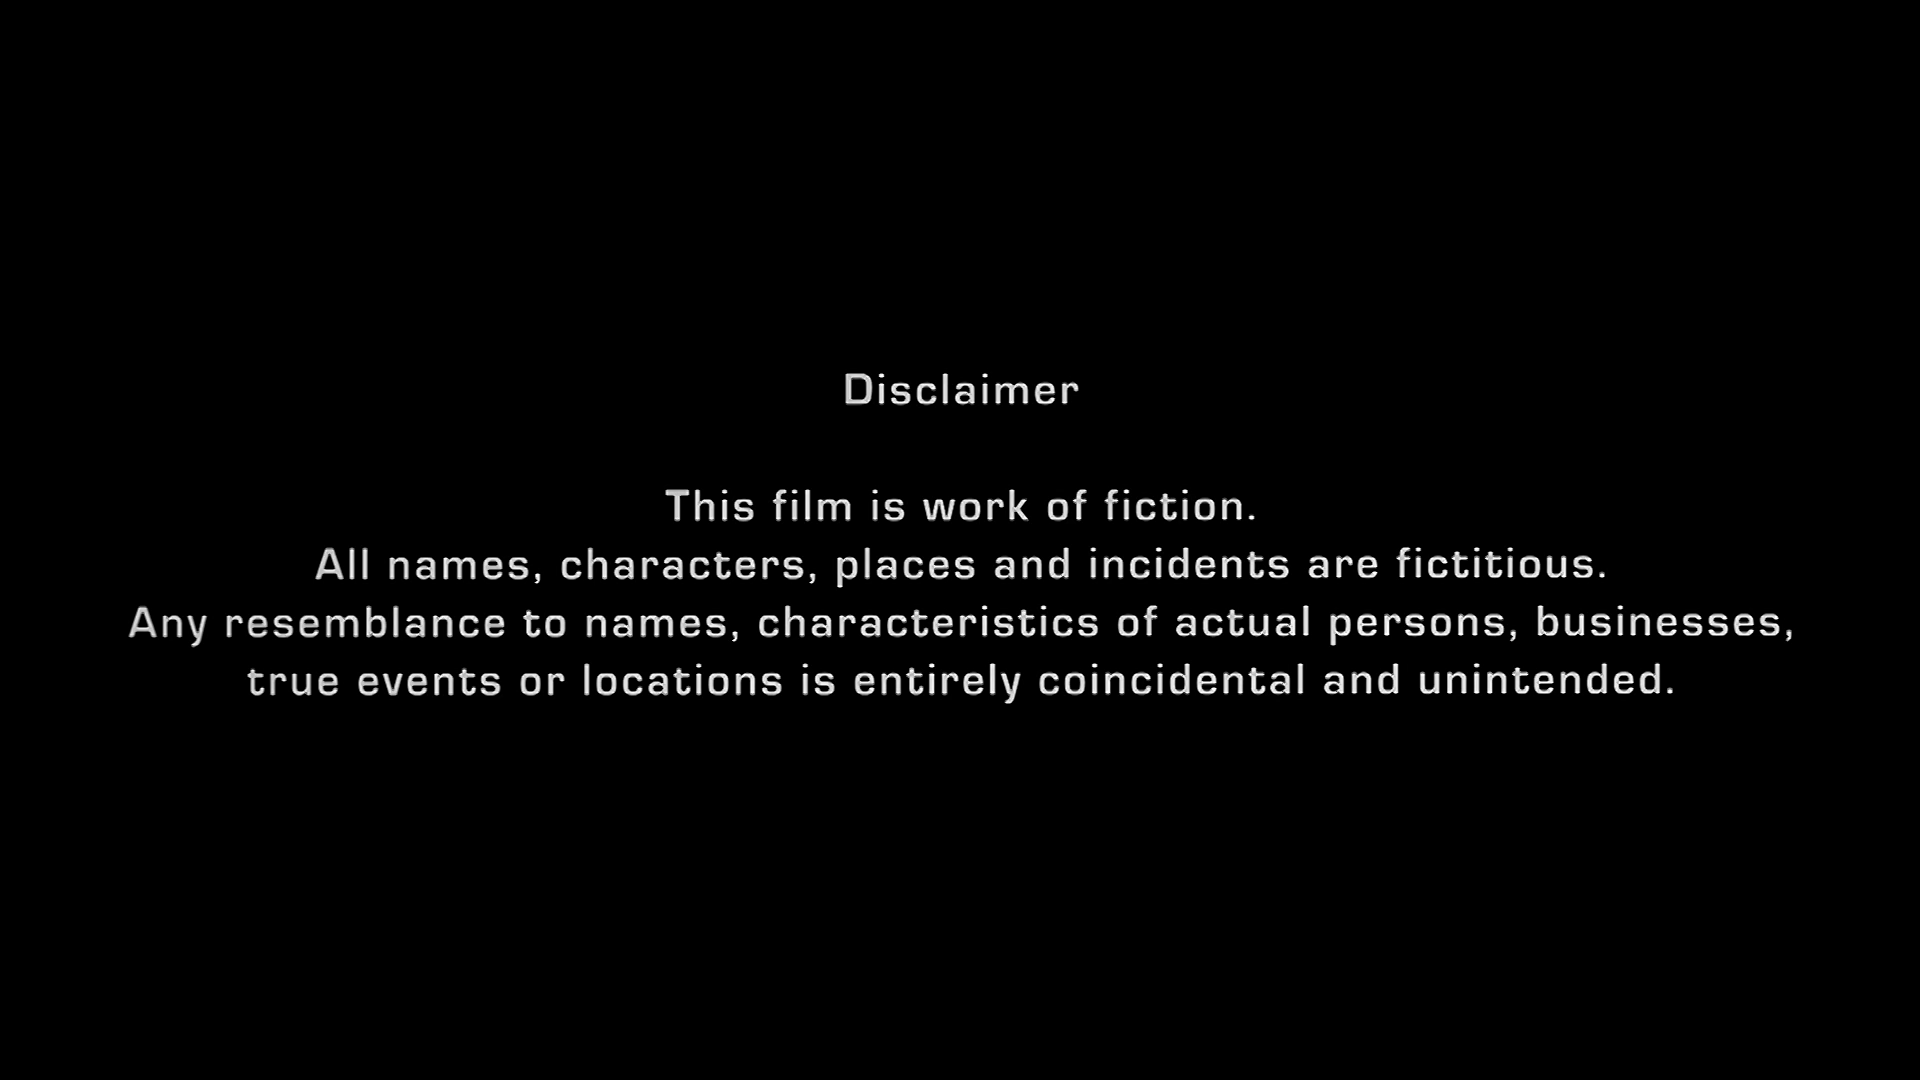 Disclaimer
This film is work of fiction.
All names, characters, places and incidents are fictitious.
Any resemblance to names, characteristics of actual persons, businesses,
true events or locations is entirely coincidental and unintended.